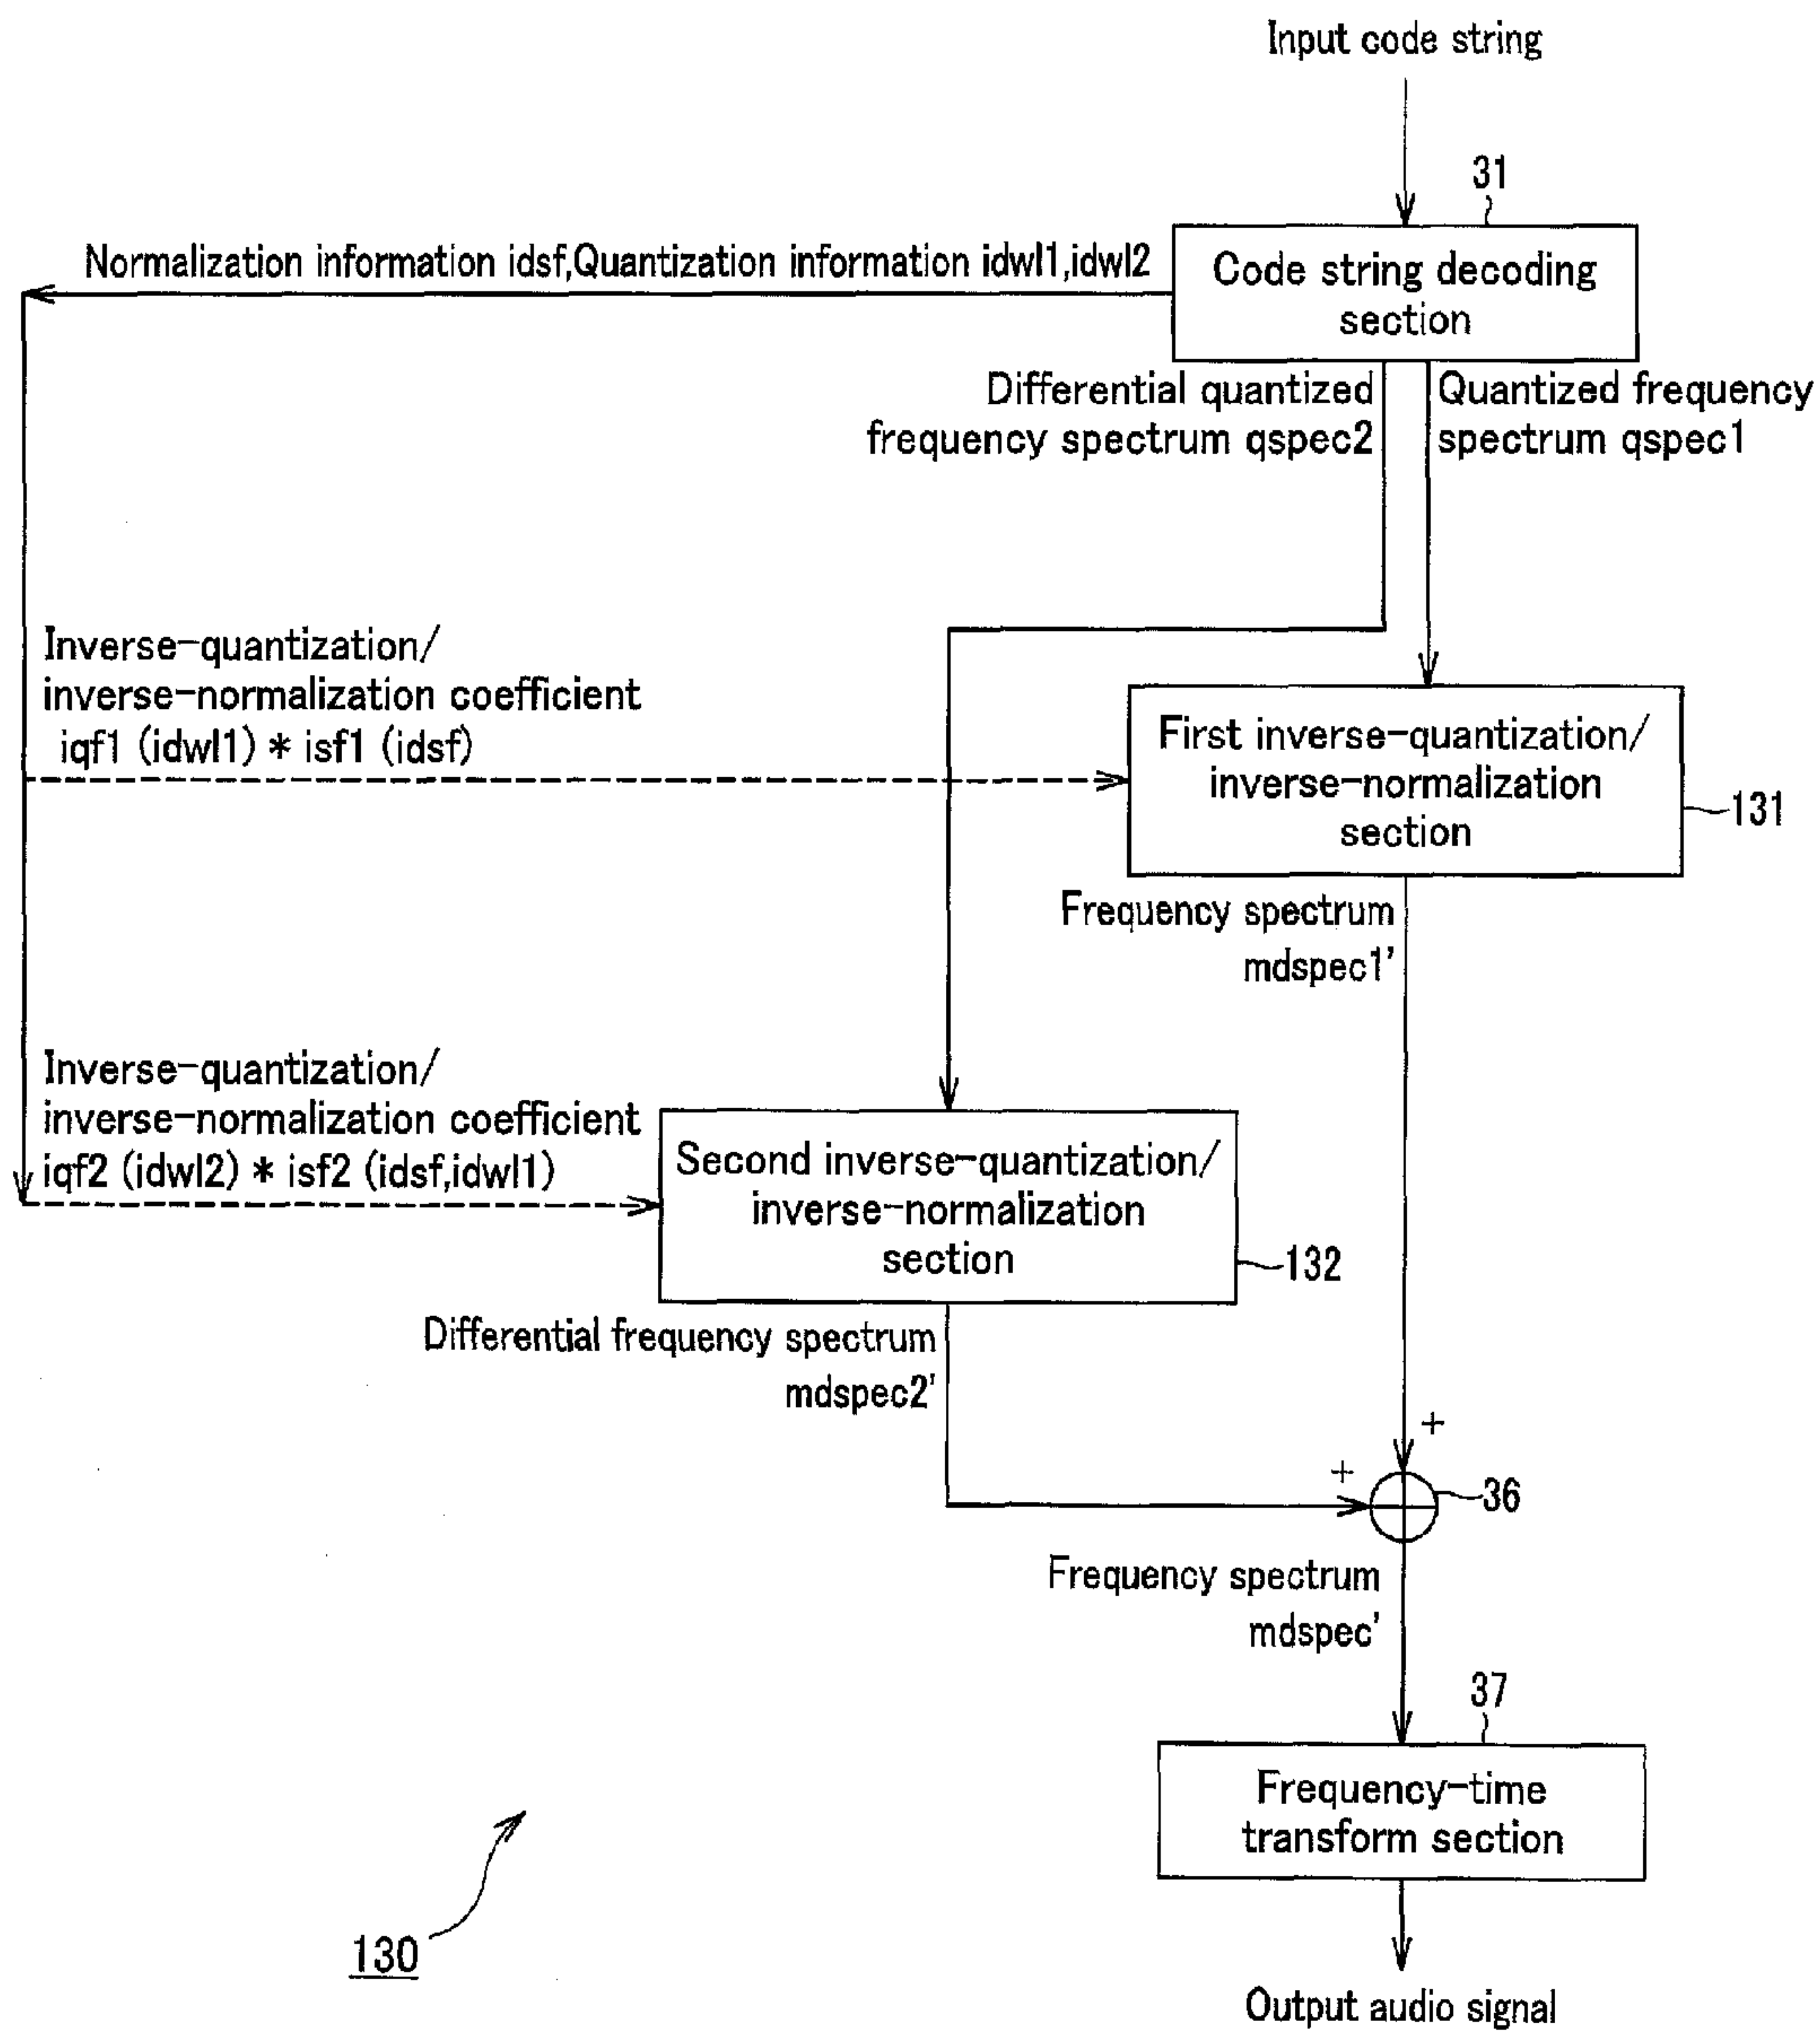 Input code string
31
Normalization information idsf,Quantization information idwl1,idwl2
Code string decoding
section
Differential quantized
frequency spectrum qspec2
Quantized frequency
spectrum qspec1
Inverse-quantization/
inverse-normalization coefficient
iqf1 (idwl1) * isf1 (idsf)
First inverse-quantization/
inverse-normalization
section
131
Frequency spectrum
mdspec1’
Inverse-quantization/
inverse-normalization coefficient
iqf2 (idwl2) * isf2 (idsf,idwl1)
Second inverse-quantization/
inverse-normalization
section
132
Differential frequency spectrum
mdspec2'
+
+
36
Frequency spectrum
mdspec’
37
Frequency-time
transform section
130
Output audio signal